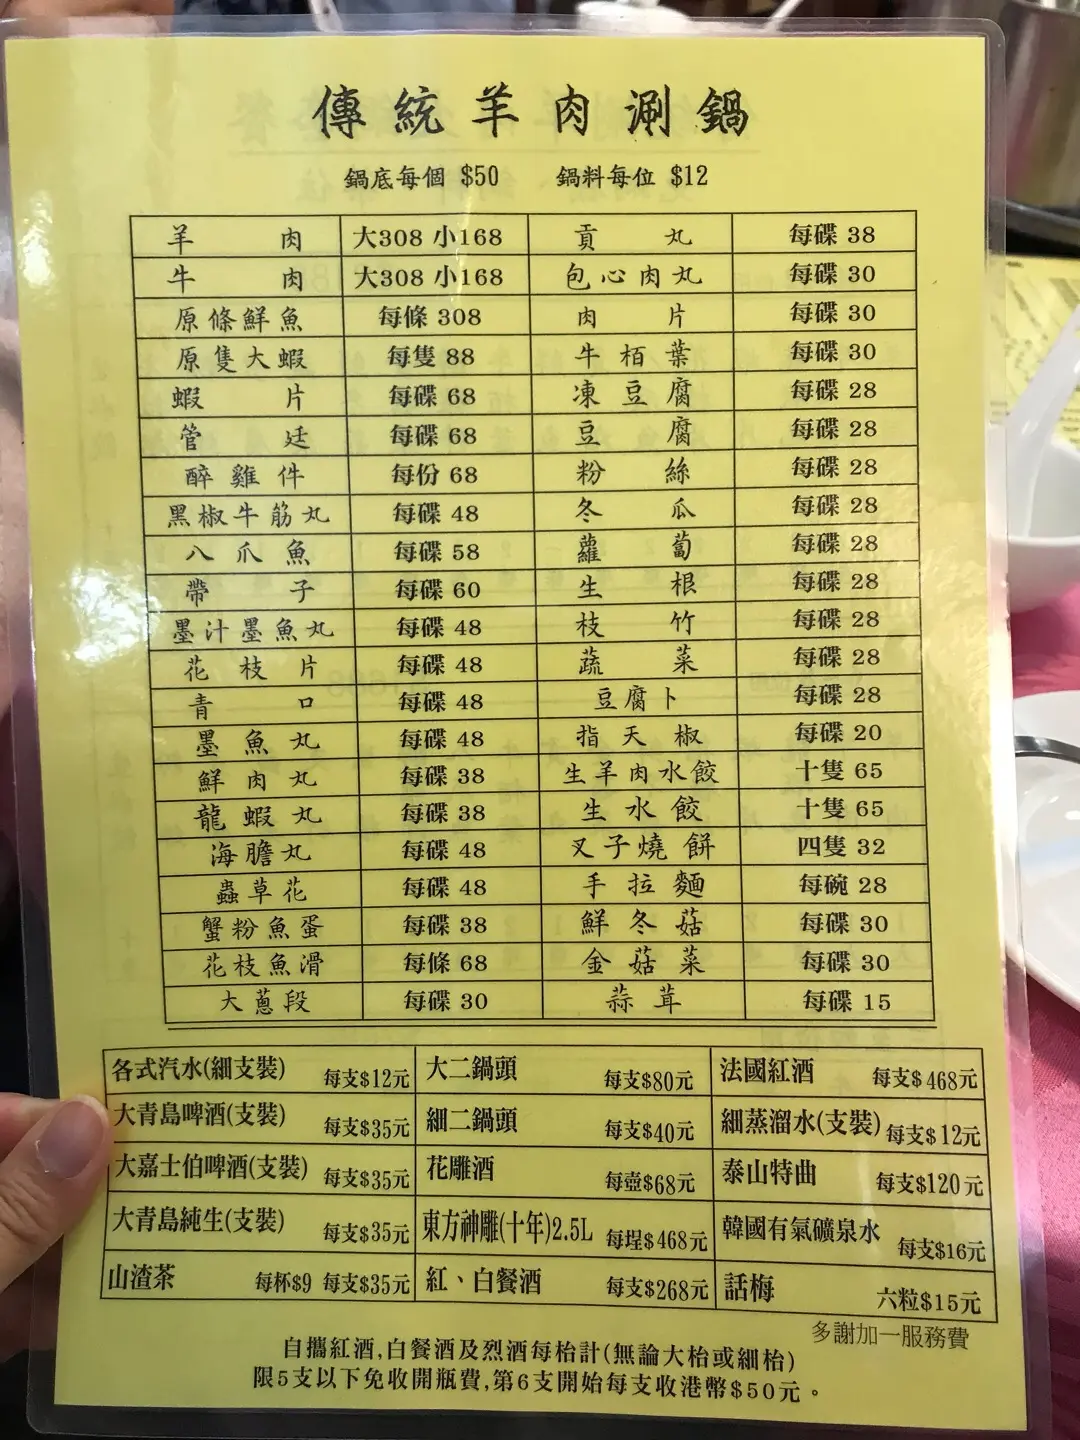 傳統羊肉涮鍋
鍋底每個 $50 鍋料每位 $12
羊肉 大308 小168 貢丸 每碟 38
牛肉 大308 小168 包心肉丸 每碟 30
原條鮮魚 每條 308 肉片 每碟 30
原隻大蝦 每隻 88 牛栢葉 每碟 30
蝦片 每碟 68 凍豆腐 每碟 28
管廷 每碟 68 豆腐 每碟 28
醉雞件 每份 68 粉絲 每碟 28
黑椒牛筋丸 每碟 48 冬瓜 每碟 28
八爪魚 每碟 58 蘿蔔 每碟 28
帶子 每碟 60 生根 每碟 28
墨汁墨魚丸 每碟 48 枝竹 每碟 28
花枝片 每碟 48 蔬菜 每碟 28
青口 每碟 48 豆腐卜 每碟 28
墨魚丸 每碟 48 指天椒 每碟 20
鮮肉丸 每碟 38 生羊肉水餃 十隻 65
龍蝦丸 每碟 38 生水餃 十隻 65
海膽丸 每碟 48 叉子燒餅 四隻 32
蟲草花 每碟 48 手拉麵 每碗 28
蟹粉魚蛋 每碟 38 鮮冬菇 每碟 30
花枝魚滑 每條 68 金菇菜 每碟 30
大蔥段 每碟 30 蒜茸 每碟 15
各式汽水(細支裝) 每支$12元 大二鍋頭 每支$80元 法國紅酒 每支$468元
大青島啤酒(支裝) 每支$35元 細二鍋頭 每支$40元 細蒸溜水(支裝) 每支$12元
大嘉士伯啤酒(支裝) 每支$35元 花雕酒 每壺$68元 泰山特曲 每支$120元
大青島純生(支裝) 每支$35元 東方神雕(十年)2.5L 每埕$468元 韓國有氣礦泉水 每支$16元
山渣茶 每杯$9 每支$35元 紅、白餐酒 每支$268元 話梅 六粒$15元
多謝加一服務費
自攜紅酒,白餐酒及烈酒每枱計(無論大枱或細枱)
限5支以下免收開瓶費,第6支開始每支收港幣$50元。